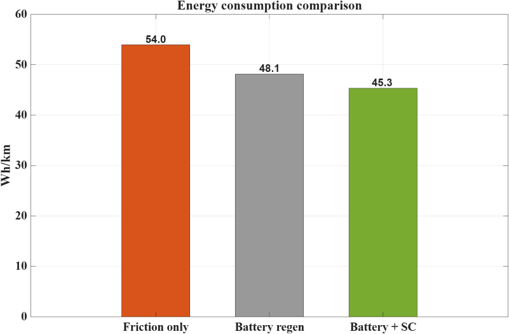 Energy consumption comparison
60
50
40
30
20
10
0
Wh/km
54.0
48.1
45.3
Friction only
Battery regen
Battery + SC